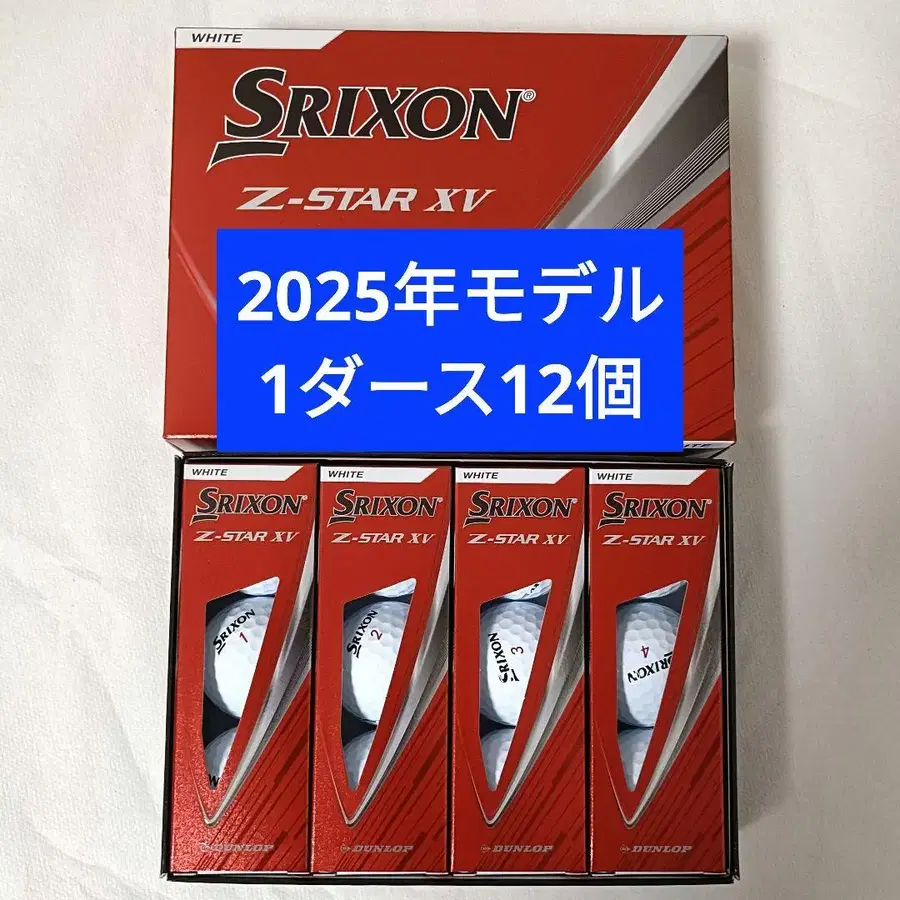 WHITE
SRIXON®
Z-STAR XV
2025年モデル
1ダース12個
WHITE
SRIXON
Z-STAR XV
SRIXON 1
DUNLOP
WHITE
SRIXON
Z-STAR XV
SRIXON 2
DUNLOP
WHITE
SRIXON
Z-STAR XV
SRIXON 3
DUNLOP
WHITE
SRIXON
Z-STAR XV
SRIXON 4
DUNLOP